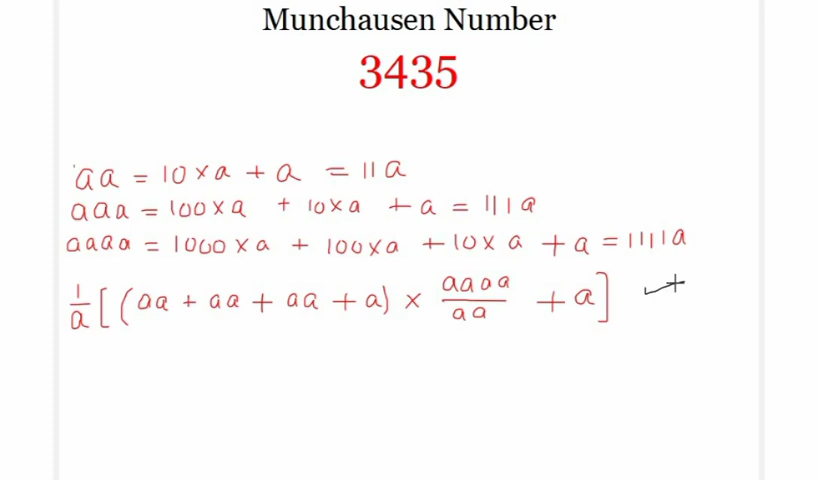 Munchausen Number
3435
aa = 10 × a + a = 11a
aaa = 100 × a + 10 × a + a = 111a
aaaa = 1000 × a + 100 × a + 10 × a + a = 1111a
1/a [(aa + aa + aa + a) × aaaa/aa + a]